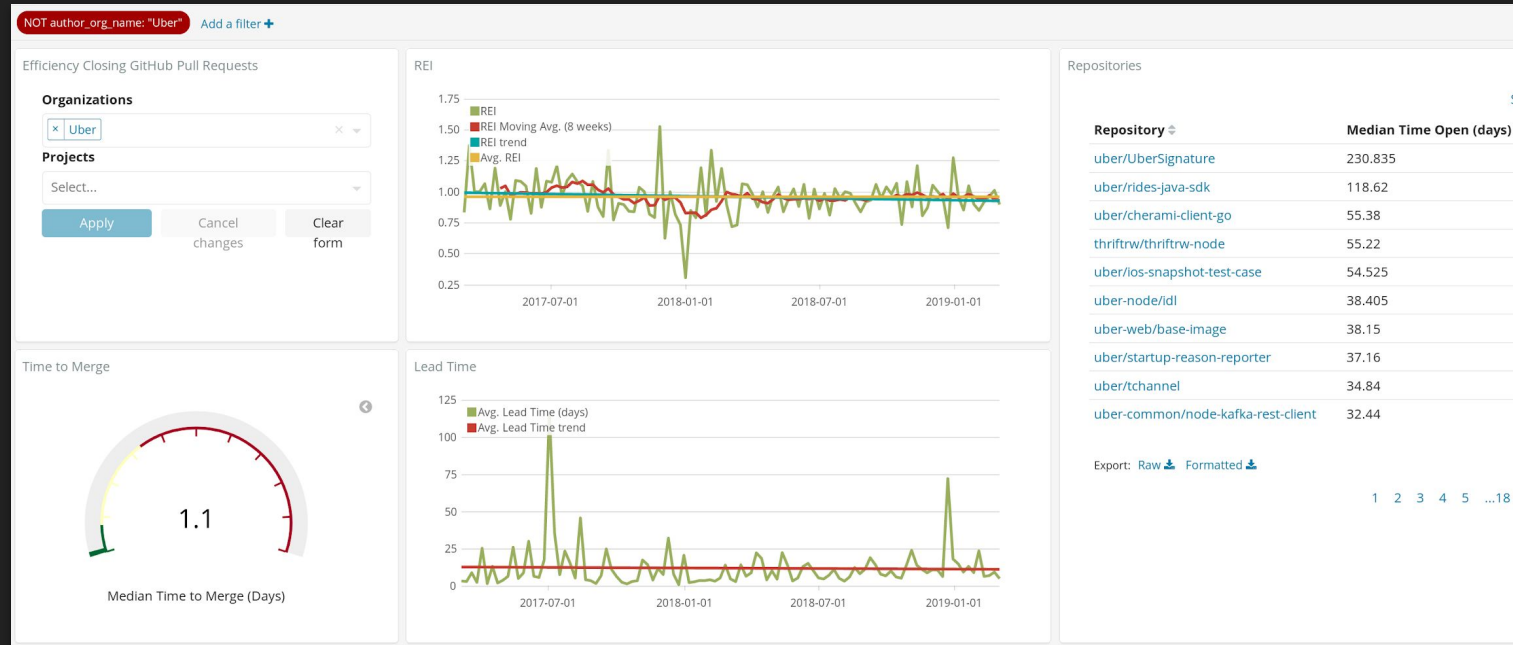 NOT author_org_name: "Uber" Add a filter +
Efficiency Closing GitHub Pull Requests
Organizations
× Uber
Projects
Select...
Apply
Cancel changes
Clear form
REI
1.75
1.50
1.25
1.00
0.75
0.50
0.25
REI
REI Moving Avg. (8 weeks)
REI trend
Avg. REI
2017-07-01 2018-01-01 2018-07-01 2019-01-01
Repositories
Repository Median Time Open (days)
uber/UberSignature 230.835
uber/rides-java-sdk 118.62
uber/cherami-client-go 55.38
thriftrw/thriftrw-node 55.22
uber/ios-snapshot-test-case 54.525
uber-node/idl 38.405
uber-web/base-image 38.15
uber/startup-reason-reporter 37.16
uber/tchannel 34.84
uber-common/node-kafka-rest-client 32.44
Export: Raw Formatted
1 2 3 4 5 ...18
Time to Merge
1.1
Median Time to Merge (Days)
Lead Time
125
100
75
50
25
0
Avg. Lead Time (days)
Avg. Lead Time trend
2017-07-01 2018-01-01 2018-07-01 2019-01-01